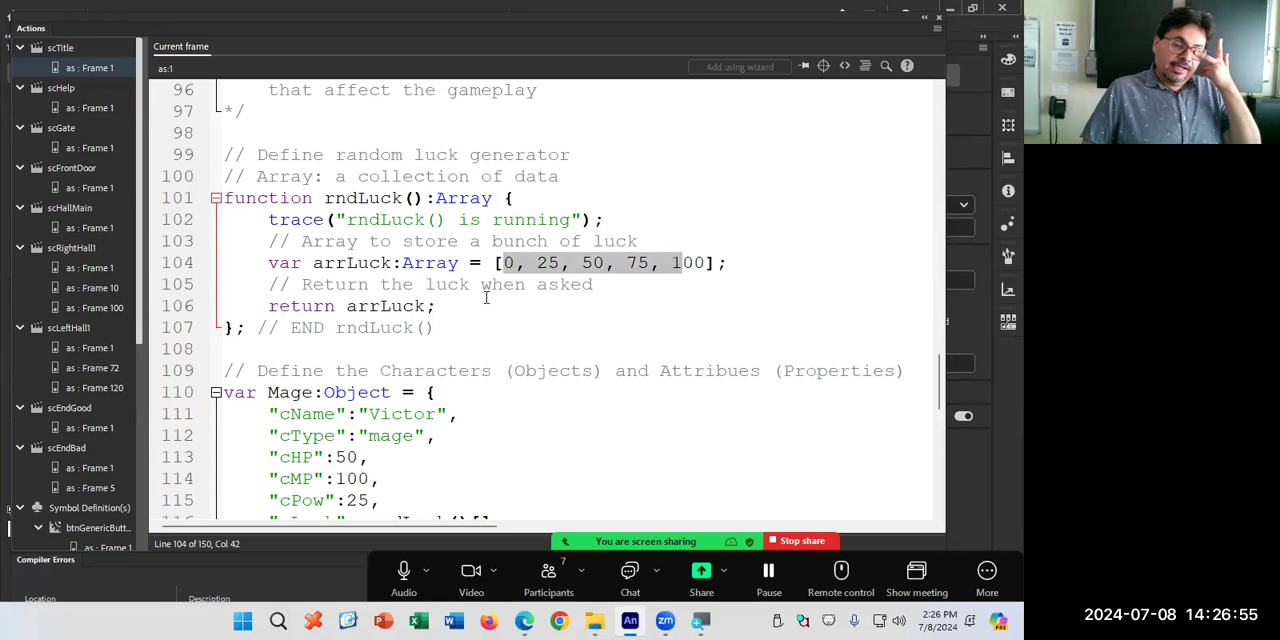 Actions
scTitle
as : Frame 1
scHelp
as : Frame 1
scGate
as : Frame 1
scFrontDoor
as : Frame 1
scHallMain
as : Frame 1
scRightHall1
as : Frame 1
as : Frame 10
as : Frame 100
scLeftHall1
as : Frame 1
as : Frame 72
as : Frame 120
scEndGood
as : Frame 1
scEndBad
as : Frame 1
as : Frame 5
Symbol Definition(s)
btnGenericButt...
as : Frame 1
Compiler Errors
Location
Description
Current frame
as:1
Add using wizard
96 that affect the gameplay
97 */
98
99 // Define random luck generator
100 // Array: a collection of data
101 function rndLuck():Array {
102 trace("rndLuck() is running");
103 // Array to store a bunch of luck
104 var arrLuck:Array = [0, 25, 50, 75, 100];
105 // Return the luck when asked
106 return arrLuck;
107 }; // END rndLuck()
108
109 // Define the Characters (Objects) and Attribues (Properties)
110 var Mage:Object = {
111 "cName":"Victor",
112 "cType":"mage",
113 "cHP":50,
114 "cMP":100,
115 "cPow":25,
Line 104 of 150, Col 42
You are screen sharing
Stop share
7
Audio
Video
Participants
Chat
Share
Pause
Remote control
Show meeting
More
An
zm
2:26 PM
7/8/2024
PRE
2024-07-08 14:26:55